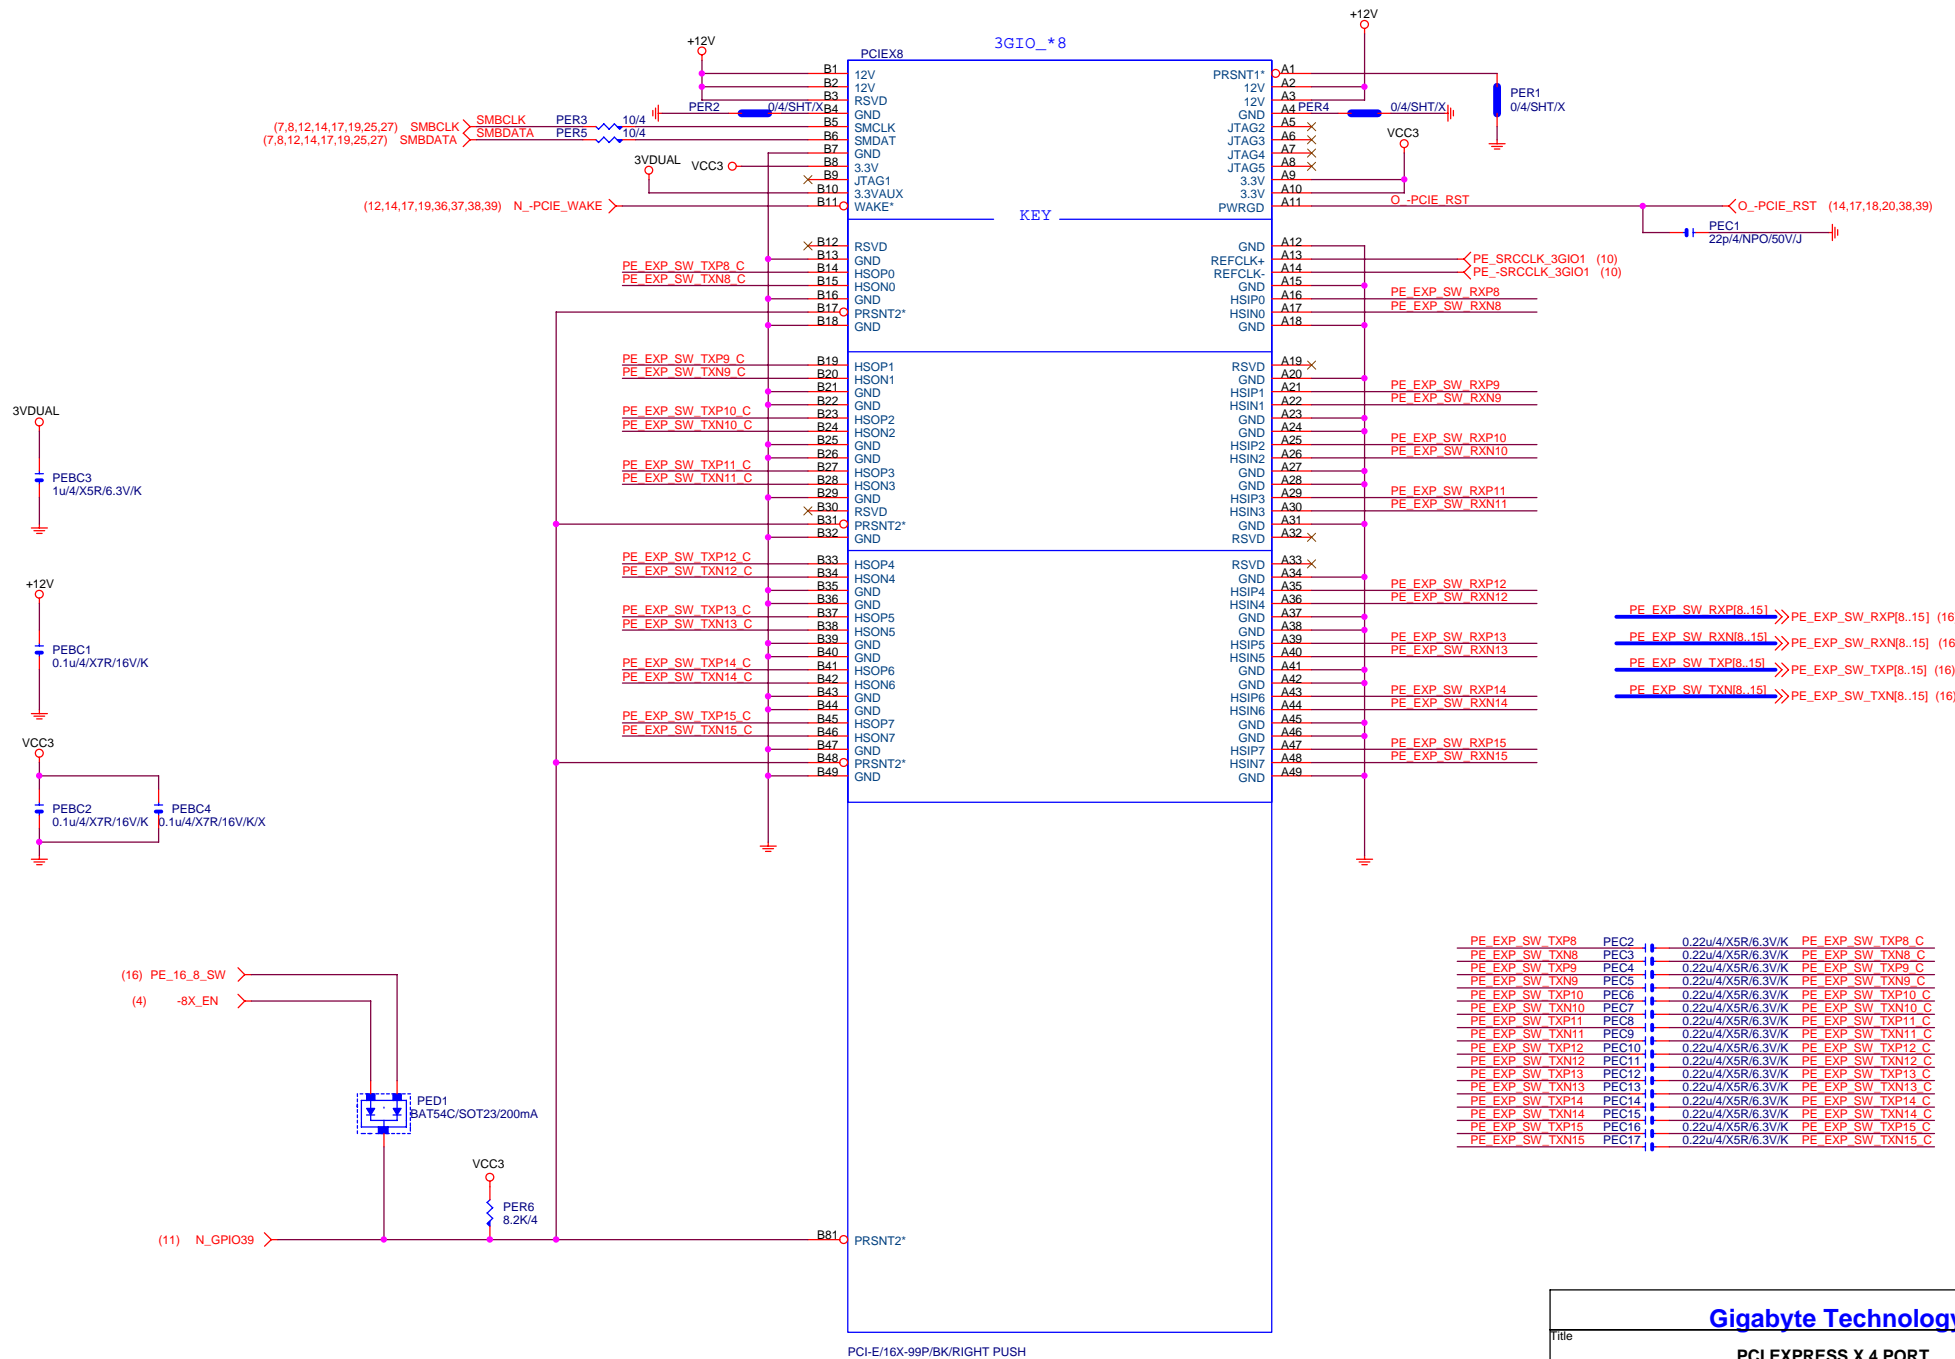 3GIO_*8
PCIEX8
+12V
+12V
B1 12V
B2 12V
B3 RSVD
B4 GND
B5 SMCLK
B6 SMDAT
B7 GND
B8 3.3V
B9 JTAG1
B10 3.3VAUX
B11 WAKE*
PRSNT1* A1
12V A2
12V A3
GND A4
JTAG2 A5
JTAG3 A6
JTAG4 A7
JTAG5 A8
3.3V A9
3.3V A10
PWRGD A11
PER2 0/4/SHT/X
PER4 0/4/SHT/X
PER1
0/4/SHT/X
(7,8,12,14,17,19,25,27) SMBCLK SMBCLK PER3 10/4
(7,8,12,14,17,19,25,27) SMBDATA SMBDATA PER5 10/4
3VDUAL VCC3
VCC3
(12,14,17,19,36,37,38,39) N_-PCIE_WAKE
O_-PCIE_RST
O_-PCIE_RST (14,17,18,20,38,39)
PEC1
22p/4/NPO/50V/J
KEY
B12 RSVD
B13 GND
PE_EXP_SW_TXP8_C B14 HSOP0
PE_EXP_SW_TXN8_C B15 HSON0
B16 GND
B17 PRSNT2*
B18 GND
GND A12
REFCLK+ A13 PE_SRCCLK_3GIO1 (10)
REFCLK- A14 PE_-SRCCLK_3GIO1 (10)
GND A15
HSIP0 A16 PE_EXP_SW_RXP8
HSIN0 A17 PE_EXP_SW_RXN8
GND A18
PE_EXP_SW_TXP9_C B19 HSOP1
PE_EXP_SW_TXN9_C B20 HSON1
B21 GND
B22 GND
PE_EXP_SW_TXP10_C B23 HSOP2
PE_EXP_SW_TXN10_C B24 HSON2
B25 GND
B26 GND
PE_EXP_SW_TXP11_C B27 HSOP3
PE_EXP_SW_TXN11_C B28 HSON3
B29 GND
B30 RSVD
B31 PRSNT2*
B32 GND
RSVD A19
GND A20
HSIP1 A21 PE_EXP_SW_RXP9
HSIN1 A22 PE_EXP_SW_RXN9
GND A23
GND A24
HSIP2 A25 PE_EXP_SW_RXP10
HSIN2 A26 PE_EXP_SW_RXN10
GND A27
GND A28
HSIP3 A29 PE_EXP_SW_RXP11
HSIN3 A30 PE_EXP_SW_RXN11
GND A31
RSVD A32
PE_EXP_SW_TXP12_C B33 HSOP4
PE_EXP_SW_TXN12_C B34 HSON4
B35 GND
B36 GND
PE_EXP_SW_TXP13_C B37 HSOP5
PE_EXP_SW_TXN13_C B38 HSON5
B39 GND
B40 GND
PE_EXP_SW_TXP14_C B41 HSOP6
PE_EXP_SW_TXN14_C B42 HSON6
B43 GND
B44 GND
PE_EXP_SW_TXP15_C B45 HSOP7
PE_EXP_SW_TXN15_C B46 HSON7
B47 GND
B48 PRSNT2*
B49 GND
RSVD A33
GND A34
HSIP4 A35 PE_EXP_SW_RXP12
HSIN4 A36 PE_EXP_SW_RXN12
GND A37
GND A38
HSIP5 A39 PE_EXP_SW_RXP13
HSIN5 A40 PE_EXP_SW_RXN13
GND A41
GND A42
HSIP6 A43 PE_EXP_SW_RXP14
HSIN6 A44 PE_EXP_SW_RXN14
GND A45
GND A46
HSIP7 A47 PE_EXP_SW_RXP15
HSIN7 A48 PE_EXP_SW_RXN15
GND A49
3VDUAL
PEBC3
1u/4/X5R/6.3V/K
+12V
PEBC1
0.1u/4/X7R/16V/K
VCC3
PEBC2
0.1u/4/X7R/16V/K
PEBC4
0.1u/4/X7R/16V/K/X
PE_EXP_SW_RXP[8..15] PE_EXP_SW_RXP[8..15] (16
PE_EXP_SW_RXN[8..15] PE_EXP_SW_RXN[8..15] (16
PE_EXP_SW_TXP[8..15] PE_EXP_SW_TXP[8..15] (16)
PE_EXP_SW_TXN[8..15] PE_EXP_SW_TXN[8..15] (16)
PE_EXP_SW_TXP8 PEC2 0.22u/4/X5R/6.3V/K PE_EXP_SW_TXP8_C
PE_EXP_SW_TXN8 PEC3 0.22u/4/X5R/6.3V/K PE_EXP_SW_TXN8_C
PE_EXP_SW_TXP9 PEC4 0.22u/4/X5R/6.3V/K PE_EXP_SW_TXP9_C
PE_EXP_SW_TXN9 PEC5 0.22u/4/X5R/6.3V/K PE_EXP_SW_TXN9_C
PE_EXP_SW_TXP10 PEC6 0.22u/4/X5R/6.3V/K PE_EXP_SW_TXP10_C
PE_EXP_SW_TXN10 PEC7 0.22u/4/X5R/6.3V/K PE_EXP_SW_TXN10_C
PE_EXP_SW_TXP11 PEC8 0.22u/4/X5R/6.3V/K PE_EXP_SW_TXP11_C
PE_EXP_SW_TXN11 PEC9 0.22u/4/X5R/6.3V/K PE_EXP_SW_TXN11_C
PE_EXP_SW_TXP12 PEC10 0.22u/4/X5R/6.3V/K PE_EXP_SW_TXP12_C
PE_EXP_SW_TXN12 PEC11 0.22u/4/X5R/6.3V/K PE_EXP_SW_TXN12_C
PE_EXP_SW_TXP13 PEC12 0.22u/4/X5R/6.3V/K PE_EXP_SW_TXP13_C
PE_EXP_SW_TXN13 PEC13 0.22u/4/X5R/6.3V/K PE_EXP_SW_TXN13_C
PE_EXP_SW_TXP14 PEC14 0.22u/4/X5R/6.3V/K PE_EXP_SW_TXP14_C
PE_EXP_SW_TXN14 PEC15 0.22u/4/X5R/6.3V/K PE_EXP_SW_TXN14_C
PE_EXP_SW_TXP15 PEC16 0.22u/4/X5R/6.3V/K PE_EXP_SW_TXP15_C
PE_EXP_SW_TXN15 PEC17 0.22u/4/X5R/6.3V/K PE_EXP_SW_TXN15_C
(16) PE_16_8_SW
(4) -8X_EN
PED1
BAT54C/SOT23/200mA
VCC3
PER6
8.2K/4
(11) N_GPIO39
B81 PRSNT2*
PCI-E/16X-99P/BK/RIGHT PUSH
Gigabyte Technology
Title
PCI EXPRESS X 4 PORT